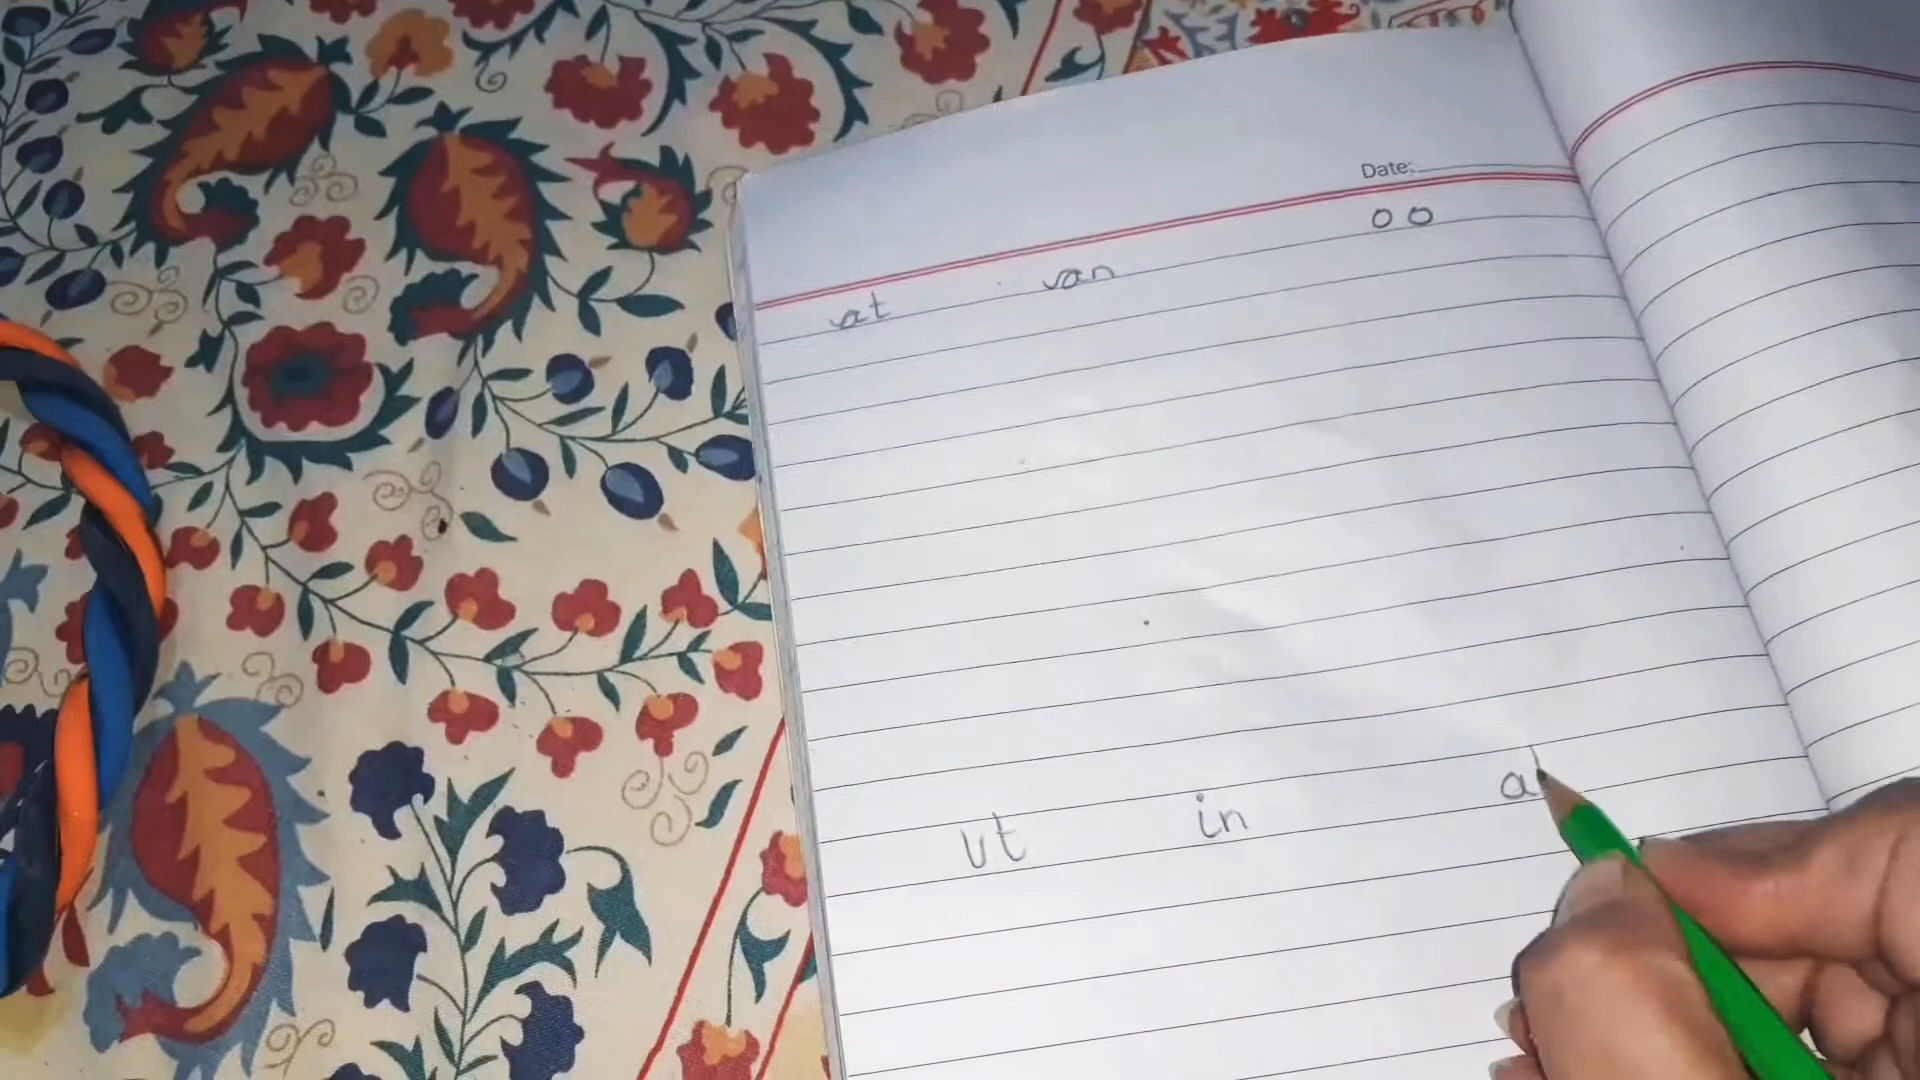 Date:
at van oo
ut in a